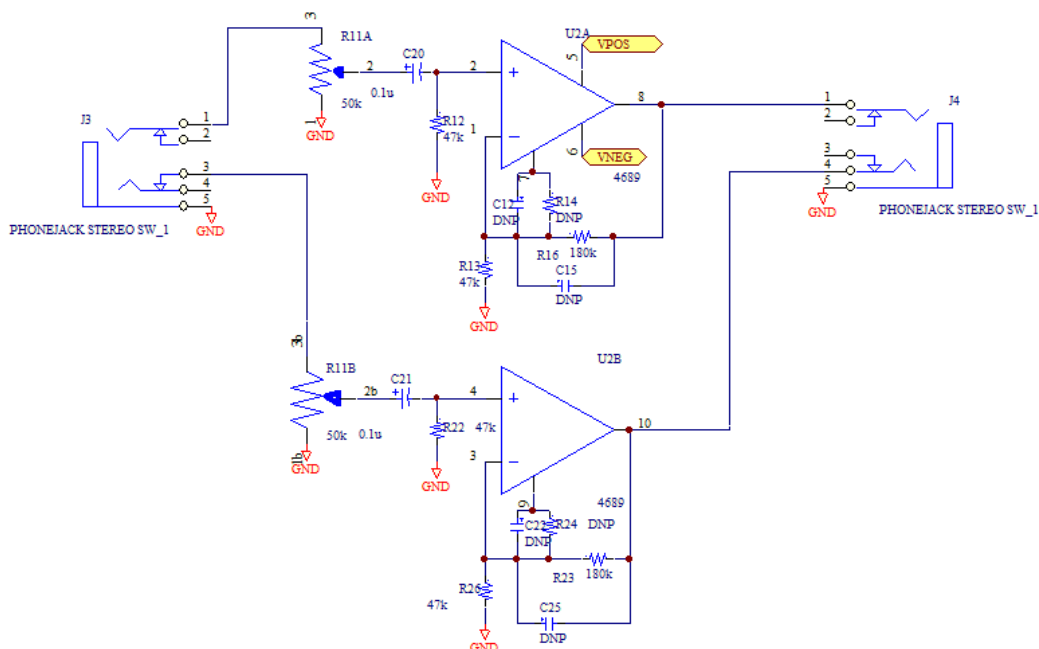 3
R11A
C20
2
0.1u
50k
1
GND
J3
1
2
3
4
5
GND
PHONEJACK STEREO SW_1
U2A
VPOS
5
2
+
8
1
−
6
VNEG
4689
7
R12
47k
GND
C12
DNP
R14
DNP
R16
180k
C15
DNP
R13
47k
GND
1
2
3
4
5
J4
GND
PHONEJACK STEREO SW_1
3b
R11B
2b
C21
50k
0.1u
1b
GND
U2B
4
+
10
3
−
9
R22
47k
GND
4689
C22
DNP
R24
DNP
R23
180k
R26
47k
C25
DNP
GND